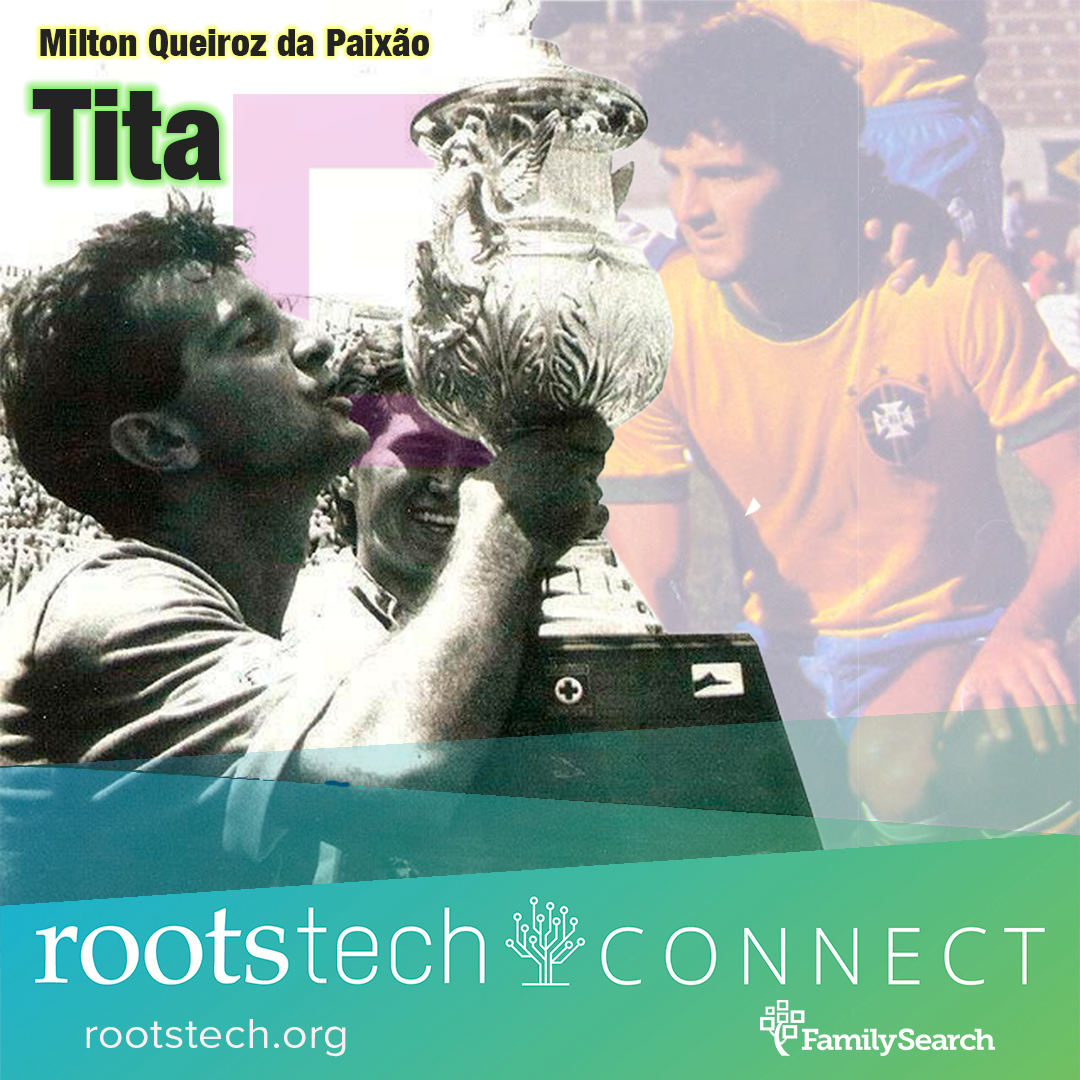 Milton Queiroz da Paixão
Tita
rootstech CONNECT
rootstech.org
FamilySearch